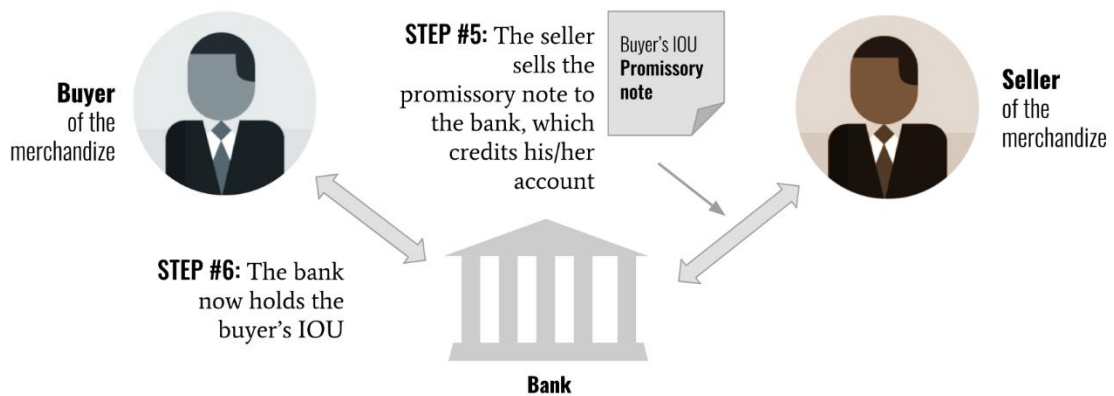 Buyer
of the
merchandize
STEP #5: The seller
sells the
promissory note to
the bank, which
credits his/her
account
Buyer's IOU
Promissory
note
Seller
of the
merchandize
STEP #6: The bank
now holds the
buyer's IOU
Bank